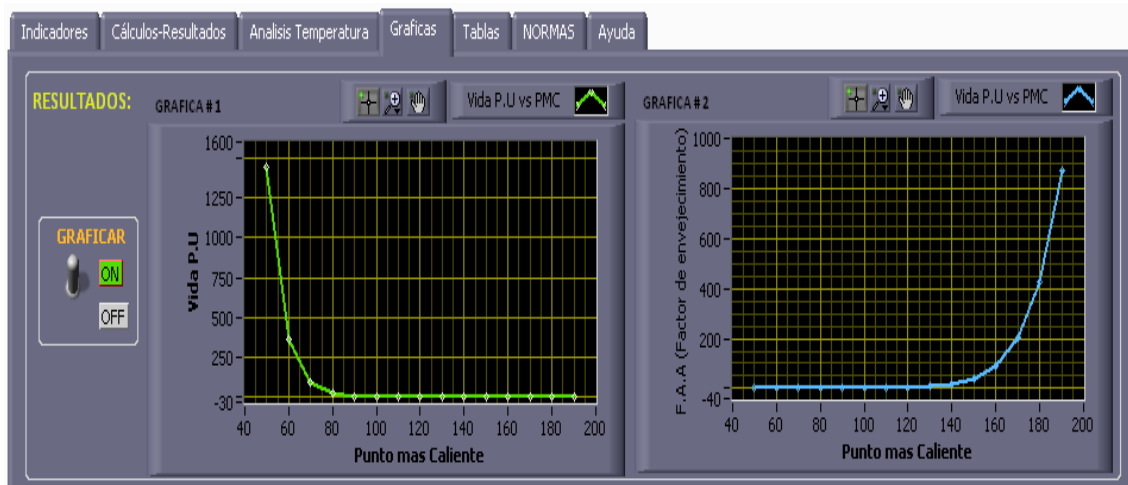 Indicadores Cálculos-Resultados Analisis Temperatura Graficas Tablas NORMAS Ayuda
RESULTADOS:
GRAFICAR
ON
OFF
GRAFICA # 1
Vida P.U vs PMC
Vida P.U
1600
1250
1000
750
500
250
-30
40 60 80 100 120 140 160 180 200
Punto mas Caliente
GRAFICA # 2
Vida P.U vs PMC
F.A.A (Factor de envejecimiento)
1000
800
600
400
200
-40
40 60 80 100 120 140 160 180 200
Punto mas Caliente